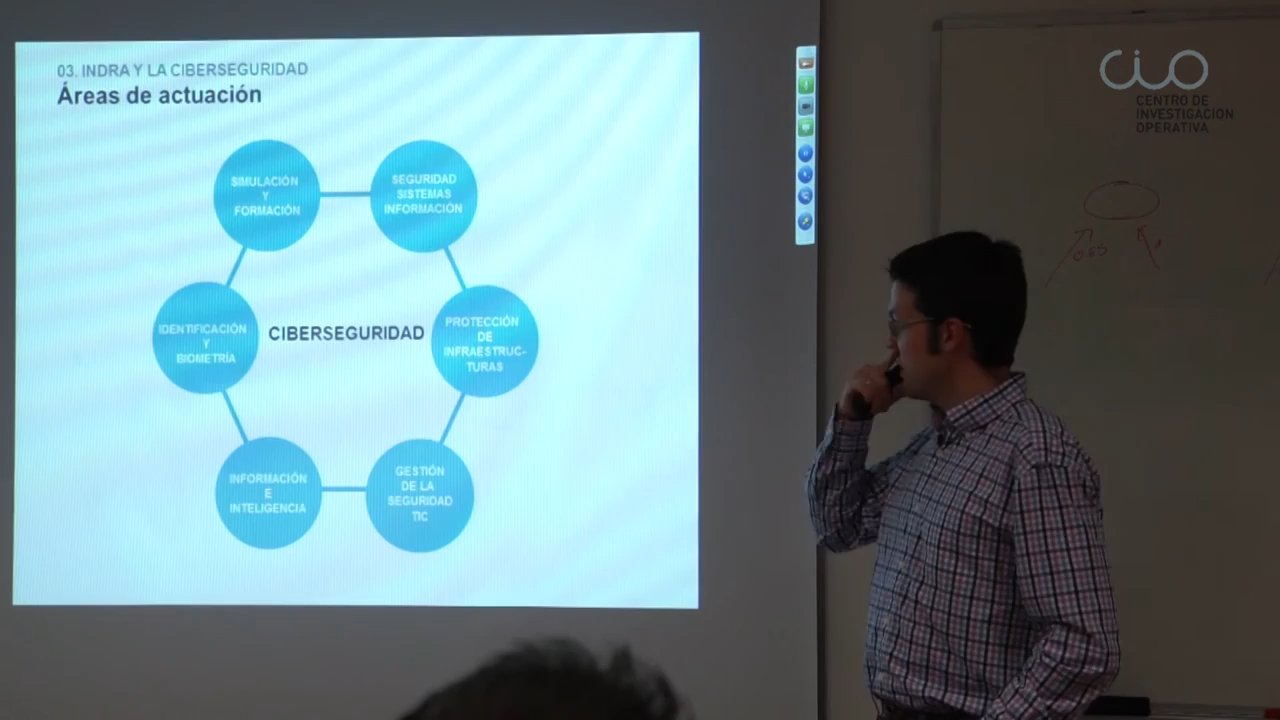 03. INDRA Y LA CIBERSEGURIDAD
Áreas de actuación
SIMULACIÓN
Y
FORMACIÓN
SEGURIDAD
SISTEMAS
INFORMACIÓN
IDENTIFICACIÓN
Y
BIOMETRÍA
CIBERSEGURIDAD
PROTECCIÓN
DE
INFRAESTRUC-
TURAS
INFORMACIÓN
E
INTELIGENCIA
GESTIÓN
DE LA
SEGURIDAD
TIC
CIO
CENTRO DE
INVESTIGACION
OPERATIVA